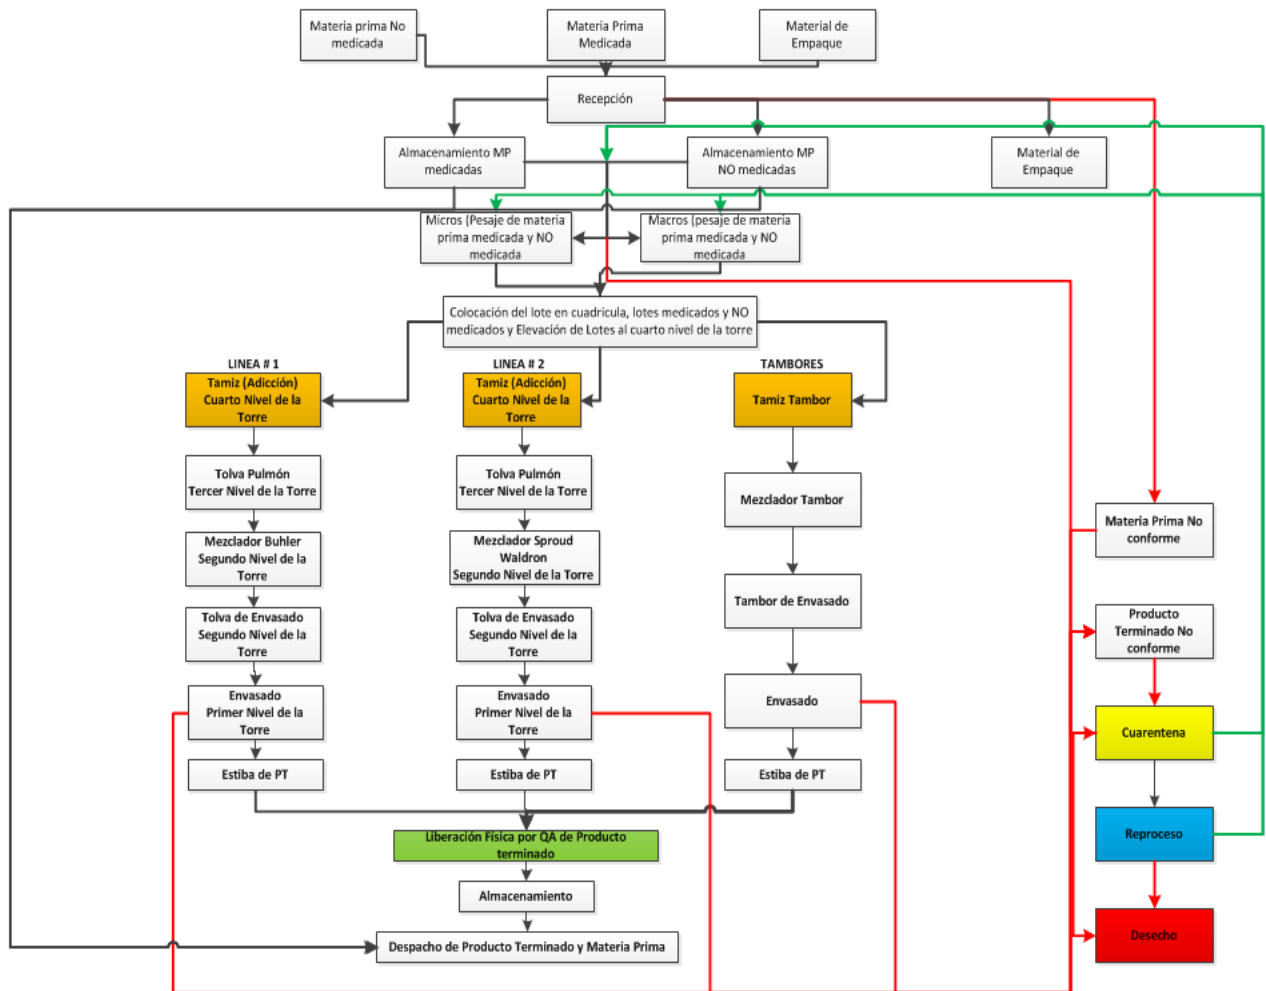 Materia prima No
medicada
Materia Prima
Medicada
Material de
Empaque
Recepción
Almacenamiento MP
medicadas
Almacenamiento MP
NO medicadas
Material de
Empaque
Micros (Pesaje de materia
prima medicada y NO
medicada
Macros (pesaje de materia
prima medicada y NO
medicada
Colocación del lote en cuadricula, lotes medicados y NO
medicados y Elevación de Lotes al cuarto nivel de la torre
LINEA # 1
Tamiz (Adicción)
Cuarto Nivel de la
Torre
Tolva Pulmón
Tercer Nivel de la Torre
Mezclador Buhler
Segundo Nivel de la
Torre
Tolva de Envasado
Segundo Nivel de la
Torre
Envasado
Primer Nivel de la
Torre
Estiba de PT
LINEA # 2
Tamiz (Adicción)
Cuarto Nivel de la
Torre
Tolva Pulmón
Tercer Nivel de la Torre
Mezclador Sproud
Waldron
Segundo Nivel de la Torre
Tolva de Envasado
Segundo Nivel de la
Torre
Envasado
Primer Nivel de la
Torre
Estiba de PT
TAMBORES
Tamiz Tambor
Mezclador Tambor
Tambor de Envasado
Envasado
Estiba de PT
Materia Prima No
conforme
Producto
Terminado No
conforme
Cuarentena
Reproceso
Desecho
Liberación Física por QA de Producto
terminado
Almacenamiento
Despacho de Producto Terminado y Materia Prima